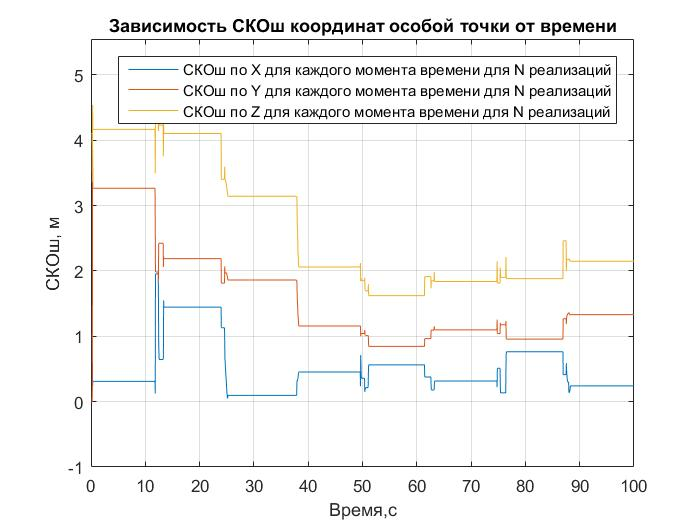 Зависимость СКОш координат особой точки от времени
СКОш по X для каждого момента времени для N реализаций
СКОш по Y для каждого момента времени для N реализаций
СКОш по Z для каждого момента времени для N реализаций
СКОш, м
5
4
3
2
1
0
-1
0 10 20 30 40 50 60 70 80 90 100
Время,с